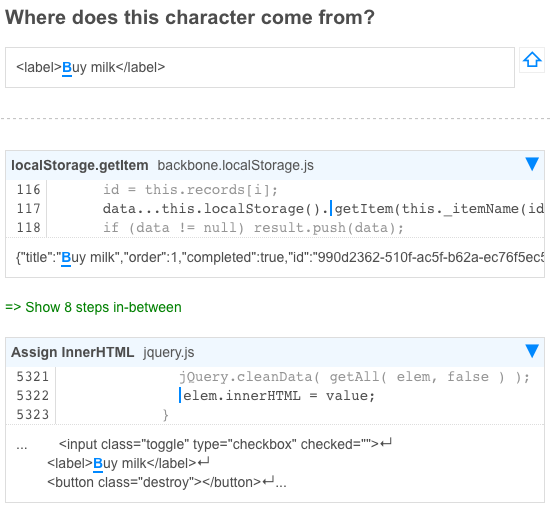 Where does this character come from?
<label>Buy milk</label>
localStorage.getItem backbone.localStorage.js
116 id = this.records[i];
117 data...this.localStorage().getItem(this._itemName(id
118 if (data != null) result.push(data);
{"title":"Buy milk","order":1,"completed":true,"id":"990d2362-510f-ac5f-b62a-ec76f5ec5
=> Show 8 steps in-between
Assign InnerHTML jquery.js
5321 jQuery.cleanData( getAll( elem, false ) );
5322 elem.innerHTML = value;
5323 }
... <input class="toggle" type="checkbox" checked="">↵
<label>Buy milk</label>↵
<button class="destroy"></button>↵...